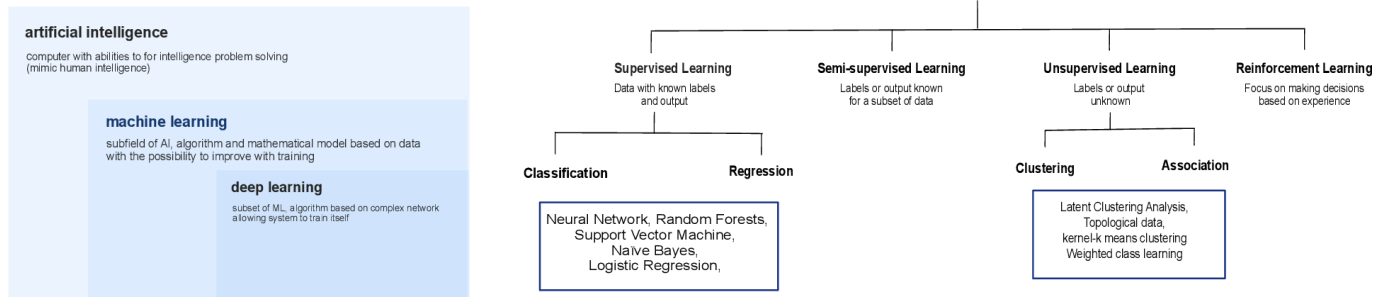 artificial intelligence
computer with abilities to for intelligence problem solving
(mimic human intelligence)
machine learning
subfield of AI, algorithm and mathematical model based on data
with the possibility to improve with training
deep learning
subset of ML, algorithm based on complex network
allowing system to train itself
Supervised Learning
Data with known labels
and output
Semi-supervised Learning
Labels or output known
for a subset of data
Unsupervised Learning
Labels or output
unknown
Reinforcement Learning
Focus on making decisions
based on experience
Classification
Regression
Clustering
Association
Neural Network, Random Forests,
Support Vector Machine,
Naïve Bayes,
Logistic Regression,
Latent Clustering Analysis,
Topological data,
kernel-k means clustering
Weighted class learning